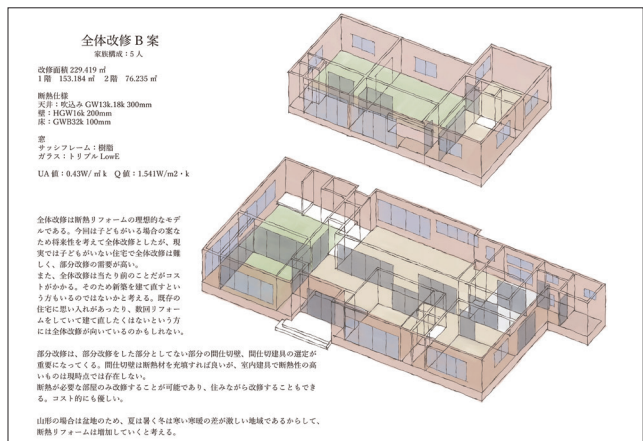 全体改修 B 案
家族構成：5 人
改修面積 229.419 ㎡
1 階　153.184 ㎡　2 階　76.235㎡
断熱仕様
天井：吹込み GW13k.18k 300mm
壁：HGW16k 200mm
床：GWB32k 100mm
窓
サッシフレーム：樹脂
ガラス：トリプル LowE
UA 値：0.43W/ ㎡ k　Q 値：1.541W/m2・k
全体改修は断熱リフォームの理想的なモデ
ルである。今回は子どもがいる場合の案な
ため将来性を考えて全体改修としたが、現
実では子どもがいない住宅で全体改修は難
しく、部分改修の需要が高い。
また、全体改修は当たり前のことだがコス
トがかかる。そのため新築を建て直すとい
う方もいるのではないかと考える。既存の
住宅に思い入れがあったり、数回リフォー
ムをしていて建て直したくはないという方
には全体改修が向いているのかもしれない。
部分改修は、部分改修をした部分としてない部分の間仕切壁、間仕切建具の選定が
重要になってくる。間仕切壁は断熱材を充填すれば良いが、室内建具で断熱性の高
いものは現時点では存在しない。
断熱が必要な部屋のみ改修することが可能であり、住みながら改修することもでき
る。コスト的にも優しい。
山形の場合は盆地のため、夏は暑く冬は寒い寒暖の差が激しい地域であるからして、
断熱リフォームは増加していくと考える。